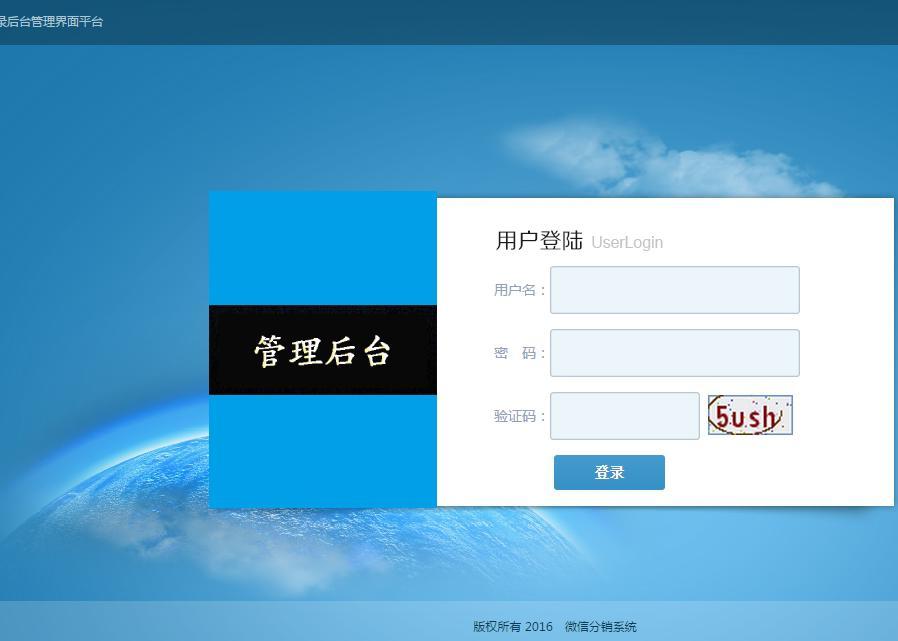 录后台管理界面平台
管理后台
用户登陆 UserLogin
用户名：
密 码：
验证码： 5ush
登录
版权所有 2016 微信分销系统